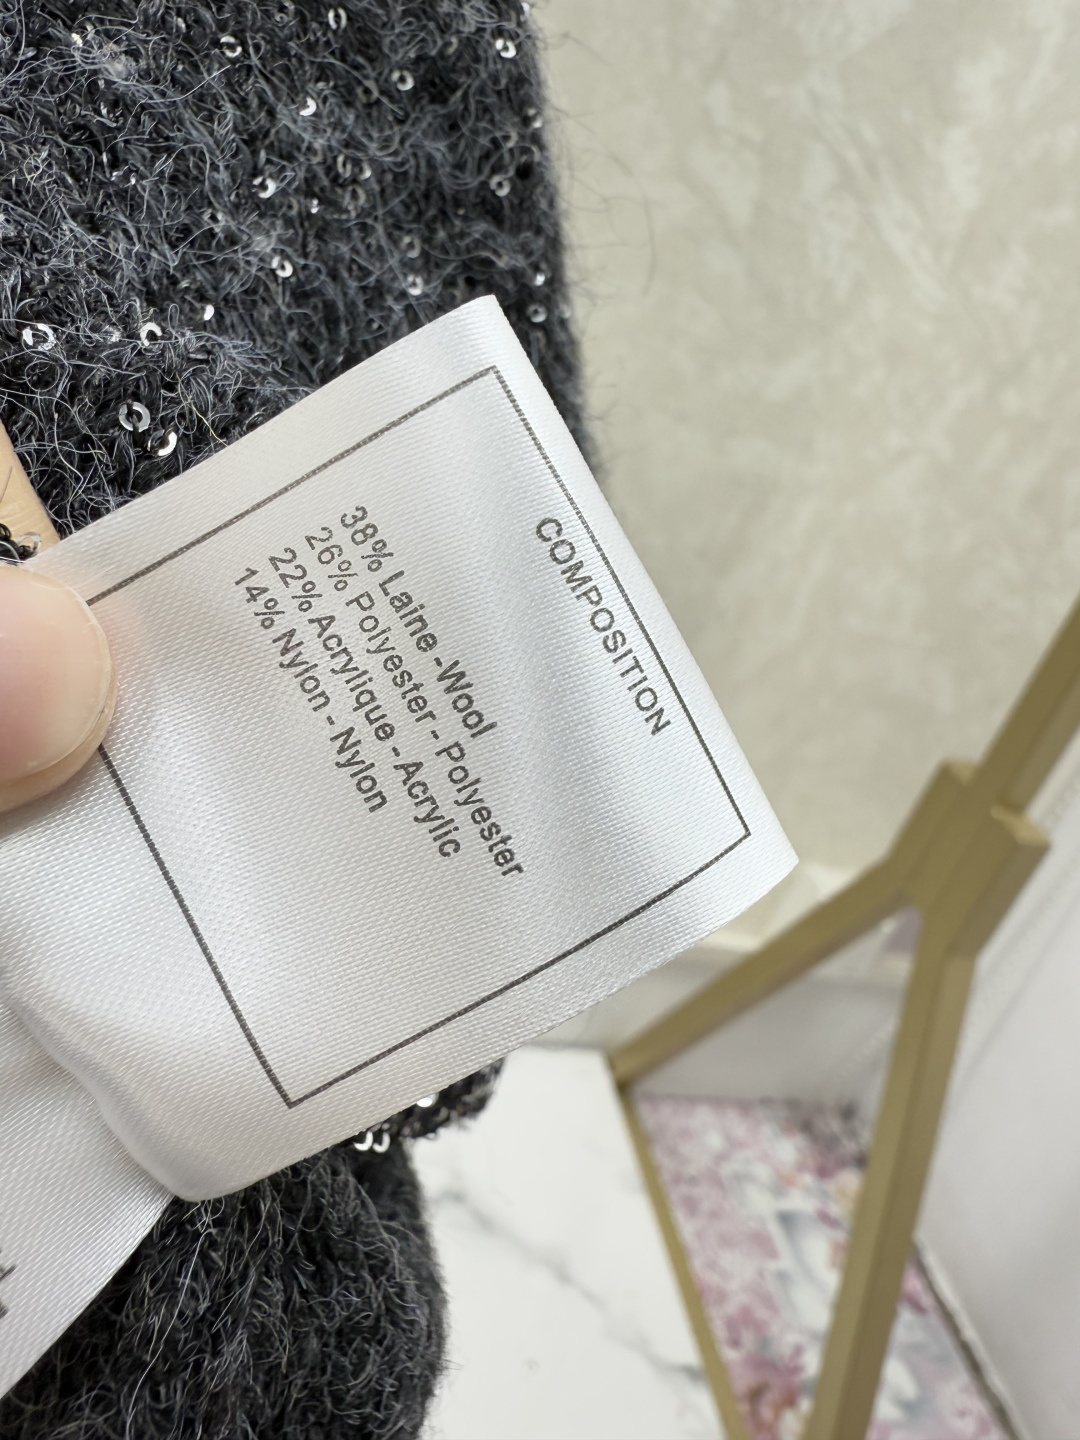 COMPOSITION
38% Laine -Wool
26% Polyester - Polyester
22% Acrylique - Acrylic
14% Nylon - Nylon